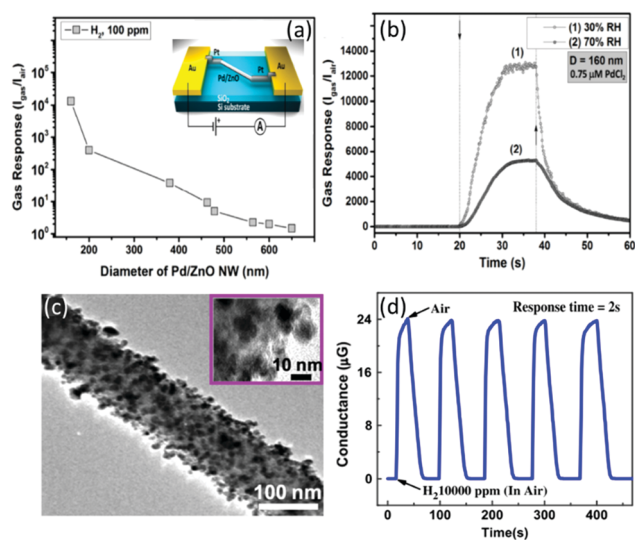 (a)
H2, 100 ppm
Gas Response (Igas/Iair)
10^5
10^4
10^3
10^2
10^1
10^0
200 300 400 500 600
Diameter of Pd/ZnO NW (nm)
Au
Pt
Pd/ZnO
Pt
Au
SiO2
Si substrate
+
A
(b)
(1) 30% RH
(2) 70% RH
D = 160 nm
0.75 µM PdCl2
(1)
(2)
Gas Response (Igas/Iair)
14000
12000
10000
8000
6000
4000
2000
0
0 10 20 30 40 50 60
Time (s)
(c)
10 nm
100 nm
(d)
Air
Response time = 2s
Conductance (µG)
24
16
8
0
H210000 ppm (In Air)
0 100 200 300 400
Time(s)